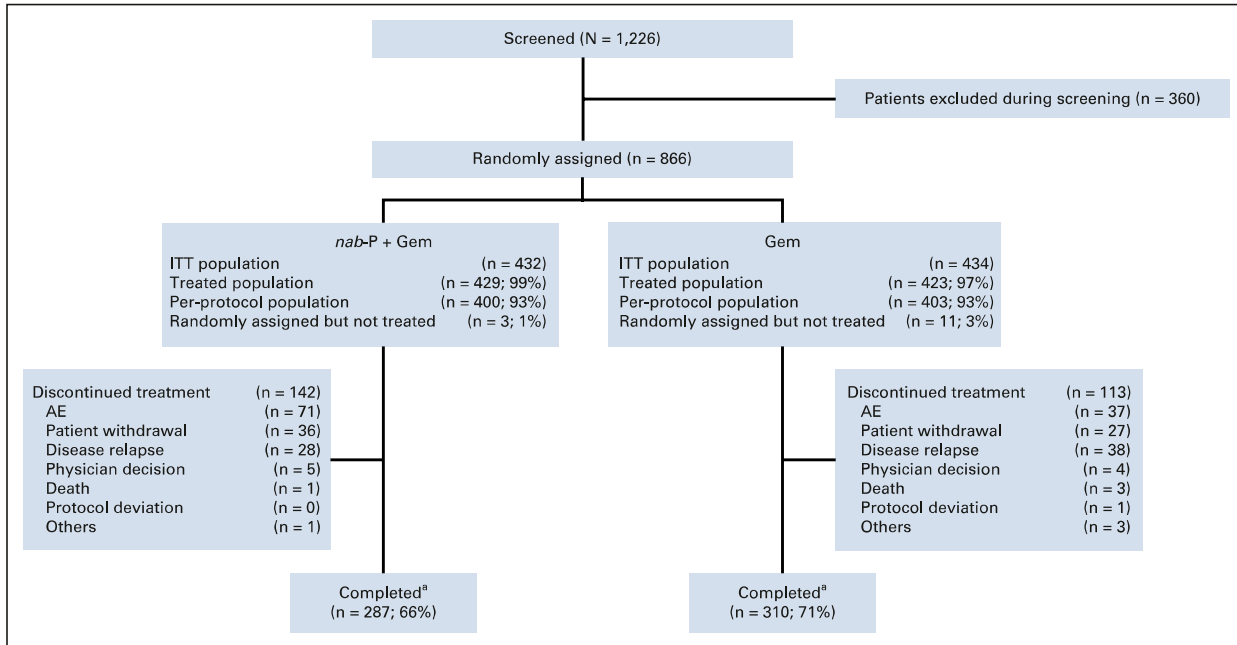 Screened (N = 1,226)
Patients excluded during screening (n = 360)
Randomly assigned (n = 866)
nab-P + Gem
ITT population (n = 432)
Treated population (n = 429; 99%)
Per-protocol population (n = 400; 93%)
Randomly assigned but not treated (n = 3; 1%)
Gem
ITT population (n = 434)
Treated population (n = 423; 97%)
Per-protocol population (n = 403; 93%)
Randomly assigned but not treated (n = 11; 3%)
Discontinued treatment (n = 142)
AE (n = 71)
Patient withdrawal (n = 36)
Disease relapse (n = 28)
Physician decision (n = 5)
Death (n = 1)
Protocol deviation (n = 0)
Others (n = 1)
Discontinued treatment (n = 113)
AE (n = 37)
Patient withdrawal (n = 27)
Disease relapse (n = 38)
Physician decision (n = 4)
Death (n = 3)
Protocol deviation (n = 1)
Others (n = 3)
Completedª
(n = 287; 66%)
Completedª
(n = 310; 71%)